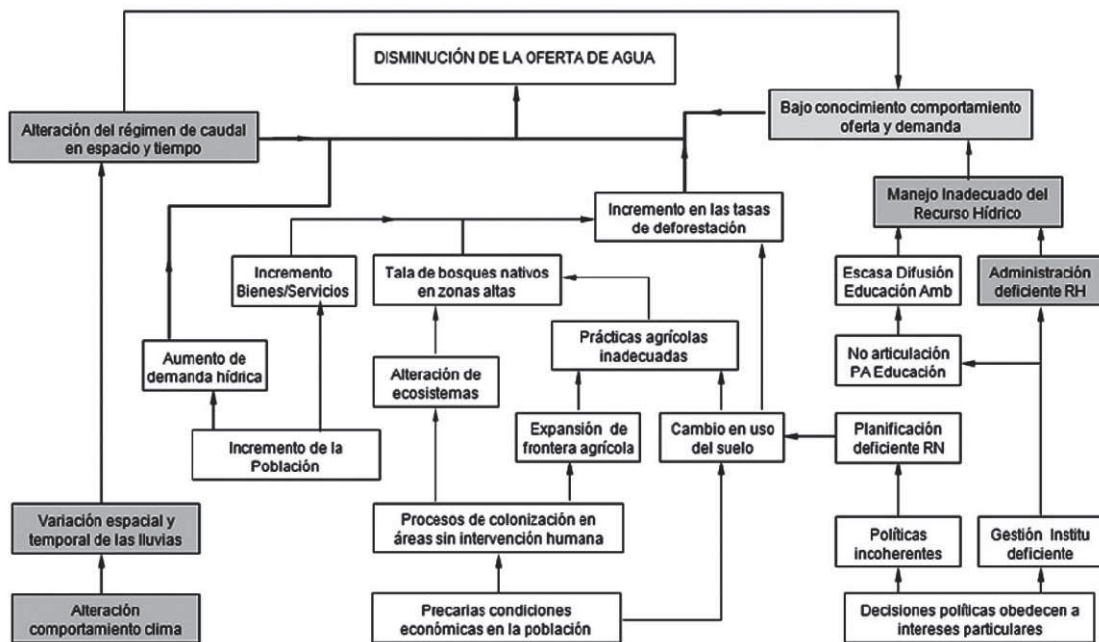 DISMINUCIÓN DE LA OFERTA DE AGUA
Alteración del régimen de caudal
en espacio y tiempo
Bajo conocimiento comportamiento
oferta y demanda
Manejo Inadecuado del
Recurso Hídrico
Incremento en las tasas
de deforestación
Incremento
Bienes/Servicios
Tala de bosques nativos
en zonas altas
Escasa Difusión
Educación Amb
Administración
deficiente RH
Aumento de
demanda hídrica
Prácticas agrícolas
inadecuadas
No articulación
PA Educación
Alteración de
ecosistemas
Incremento de la
Población
Expansión de
frontera agrícola
Cambio en uso
del suelo
Planificación
deficiente RN
Variación espacial y
temporal de las lluvias
Procesos de colonización en
áreas sin intervención humana
Políticas
incoherentes
Gestión Institu
deficiente
Alteración
comportamiento clima
Precarias condiciones
económicas en la población
Decisiones políticas obedecen a
intereses particulares